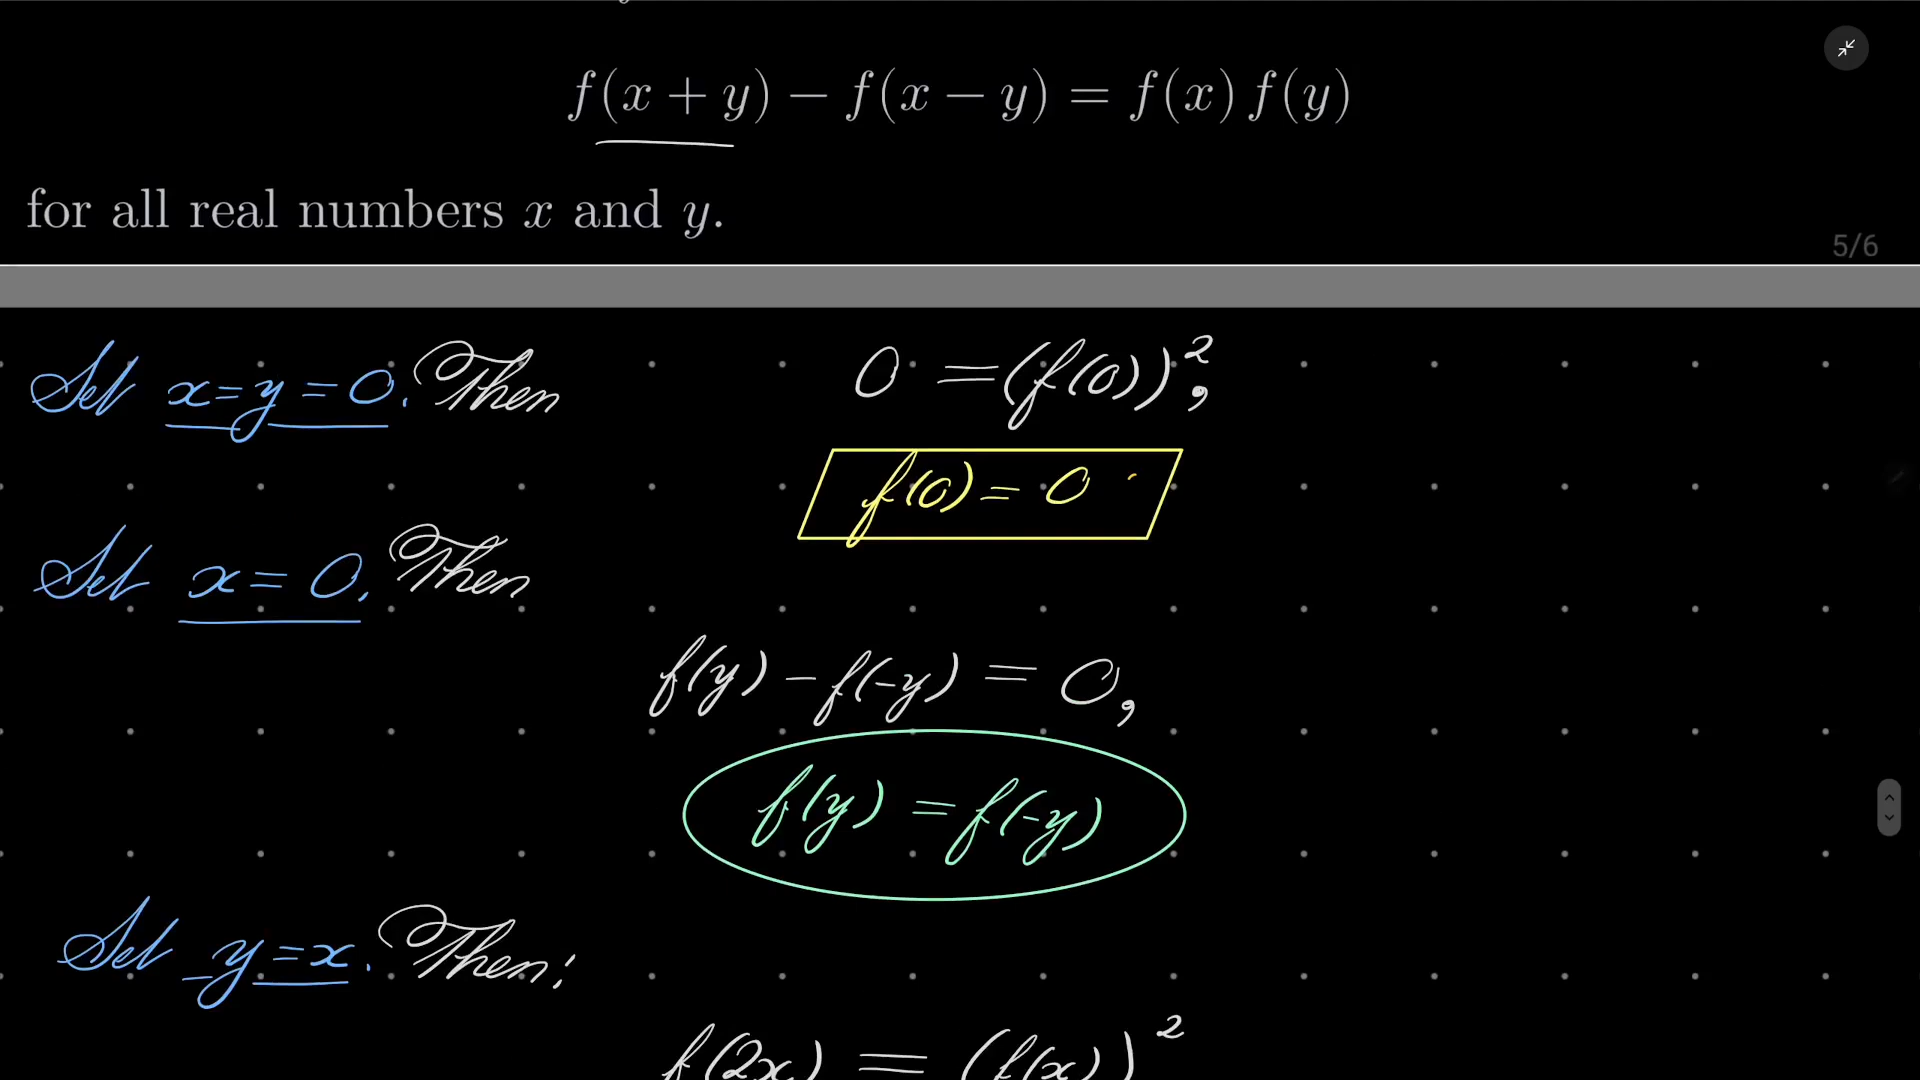 f(x + y) − f(x − y) = f(x) f(y)
for all real numbers x and y.
5/6
Set x=y=0. Then 0 =(f(0))²;
f(0)= 0
Set x= 0. Then
f(y) – f(-y) = 0,
f(y) = f(-y)
Set y=x. Then:
f(2x) = (f(x))²